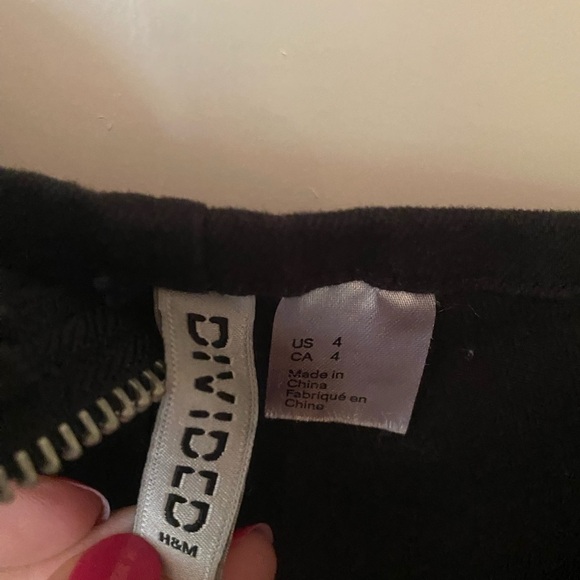 DIVIDED
H&M
US 4
CA 4
Made in
China
Fabriqué en
Chine